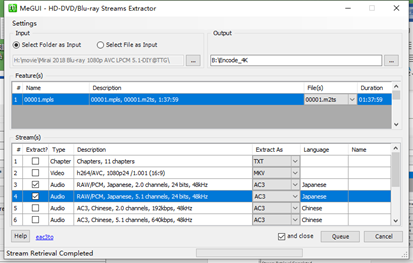 MeGUI - HD-DVD/Blu-ray Streams Extractor
Settings
Input
Select Folder as Input
Select File as Input
H:\movie\Mirai 2018 Blu-ray 1080p AVC LPCM 5.1-DIY@TTG\
...
Output
B:\Encode_4K
...
Feature(s)
# Name Description File(s) Duration
1 00001.mpls 00001.mpls, 00001.m2ts, 1:37:59 00001.m2ts 01:37:59
Stream(s)
# Extract? Type Description Extract As Language Name
1 Chapter Chapters, 11 chapters TXT
2 Video h264/AVC, 1080p24 /1.001 (16:9) MKV
3 Audio RAW/PCM, Japanese, 2.0 channels, 24 bits, 48kHz AC3 Japanese
4 Audio RAW/PCM, Japanese, 5.1 channels, 24 bits, 48kHz AC3 Japanese
5 Audio AC3, Chinese, 2.0 channels, 192kbps, 48kHz AC3 Chinese
6 Audio AC3, Chinese, 5.1 channels, 640kbps, 48kHz AC3 Chinese
Help eac3to and close Queue Cancel
Stream Retrieval Completed